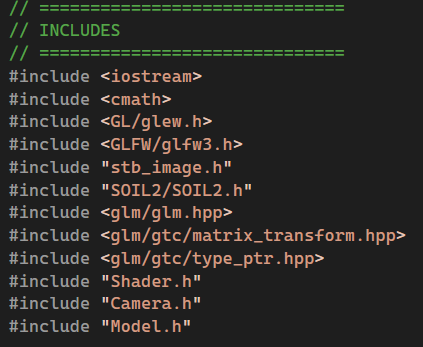 // ==============================
// INCLUDES
// ==============================
#include <iostream>
#include <cmath>
#include <GL/glew.h>
#include <GLFW/glfw3.h>
#include "stb_image.h"
#include "SOIL2/SOIL2.h"
#include <glm/glm.hpp>
#include <glm/gtc/matrix_transform.hpp>
#include <glm/gtc/type_ptr.hpp>
#include "Shader.h"
#include "Camera.h"
#include "Model.h"